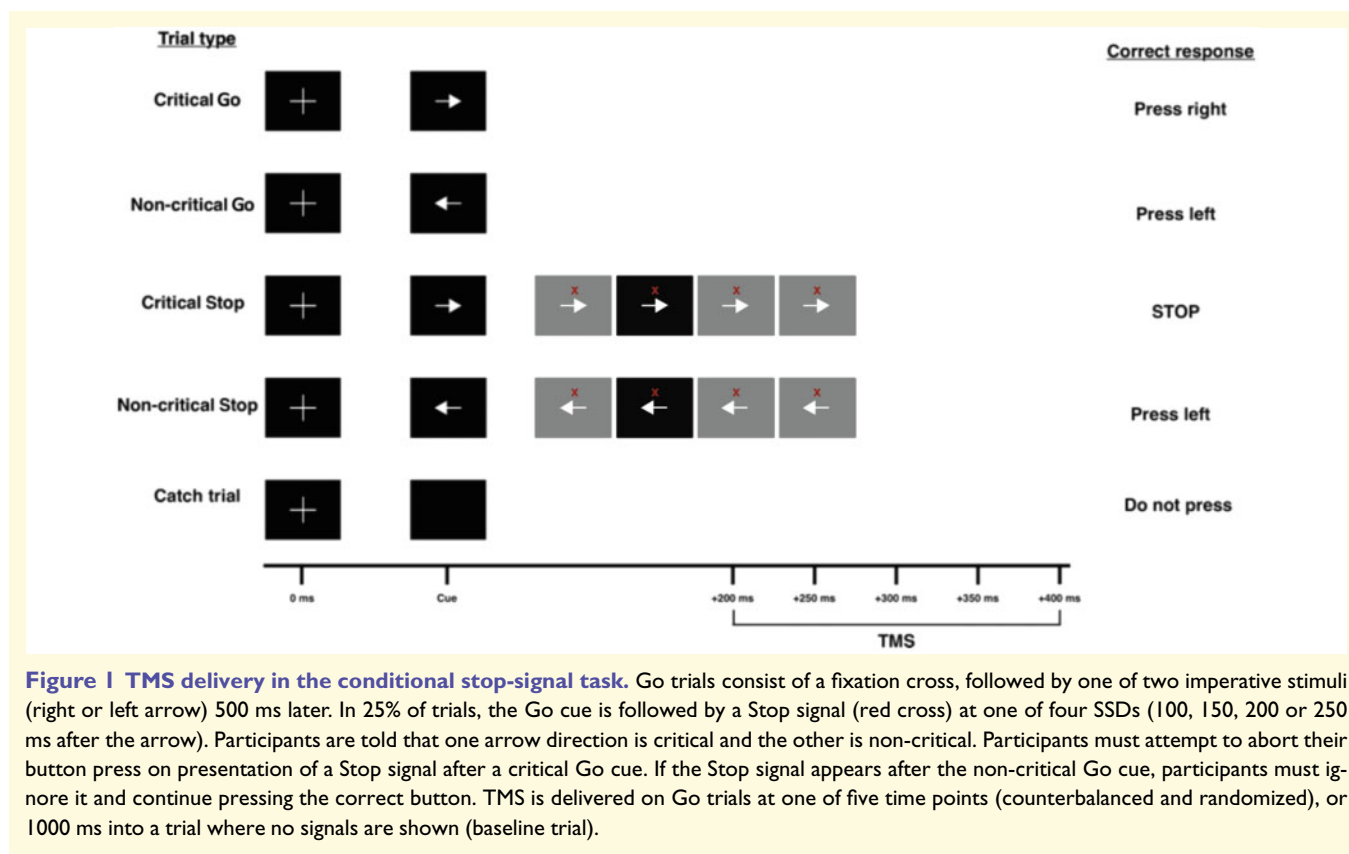 Trial type
Correct response
Critical Go
Press right
Non-critical Go
Press left
Critical Stop
x x x x
STOP
Non-critical Stop
x x x x
Press left
Catch trial
Do not press
0 ms Cue +200 ms +250 ms +300 ms +350 ms +400 ms
TMS
Figure 1 TMS delivery in the conditional stop-signal task. Go trials consist of a fixation cross, followed by one of two imperative stimuli
(right or left arrow) 500 ms later. In 25% of trials, the Go cue is followed by a Stop signal (red cross) at one of four SSDs (100, 150, 200 or 250
ms after the arrow). Participants are told that one arrow direction is critical and the other is non-critical. Participants must attempt to abort their
button press on presentation of a Stop signal after a critical Go cue. If the Stop signal appears after the non-critical Go cue, participants must ig-
nore it and continue pressing the correct button. TMS is delivered on Go trials at one of five time points (counterbalanced and randomized), or
1000 ms into a trial where no signals are shown (baseline trial).